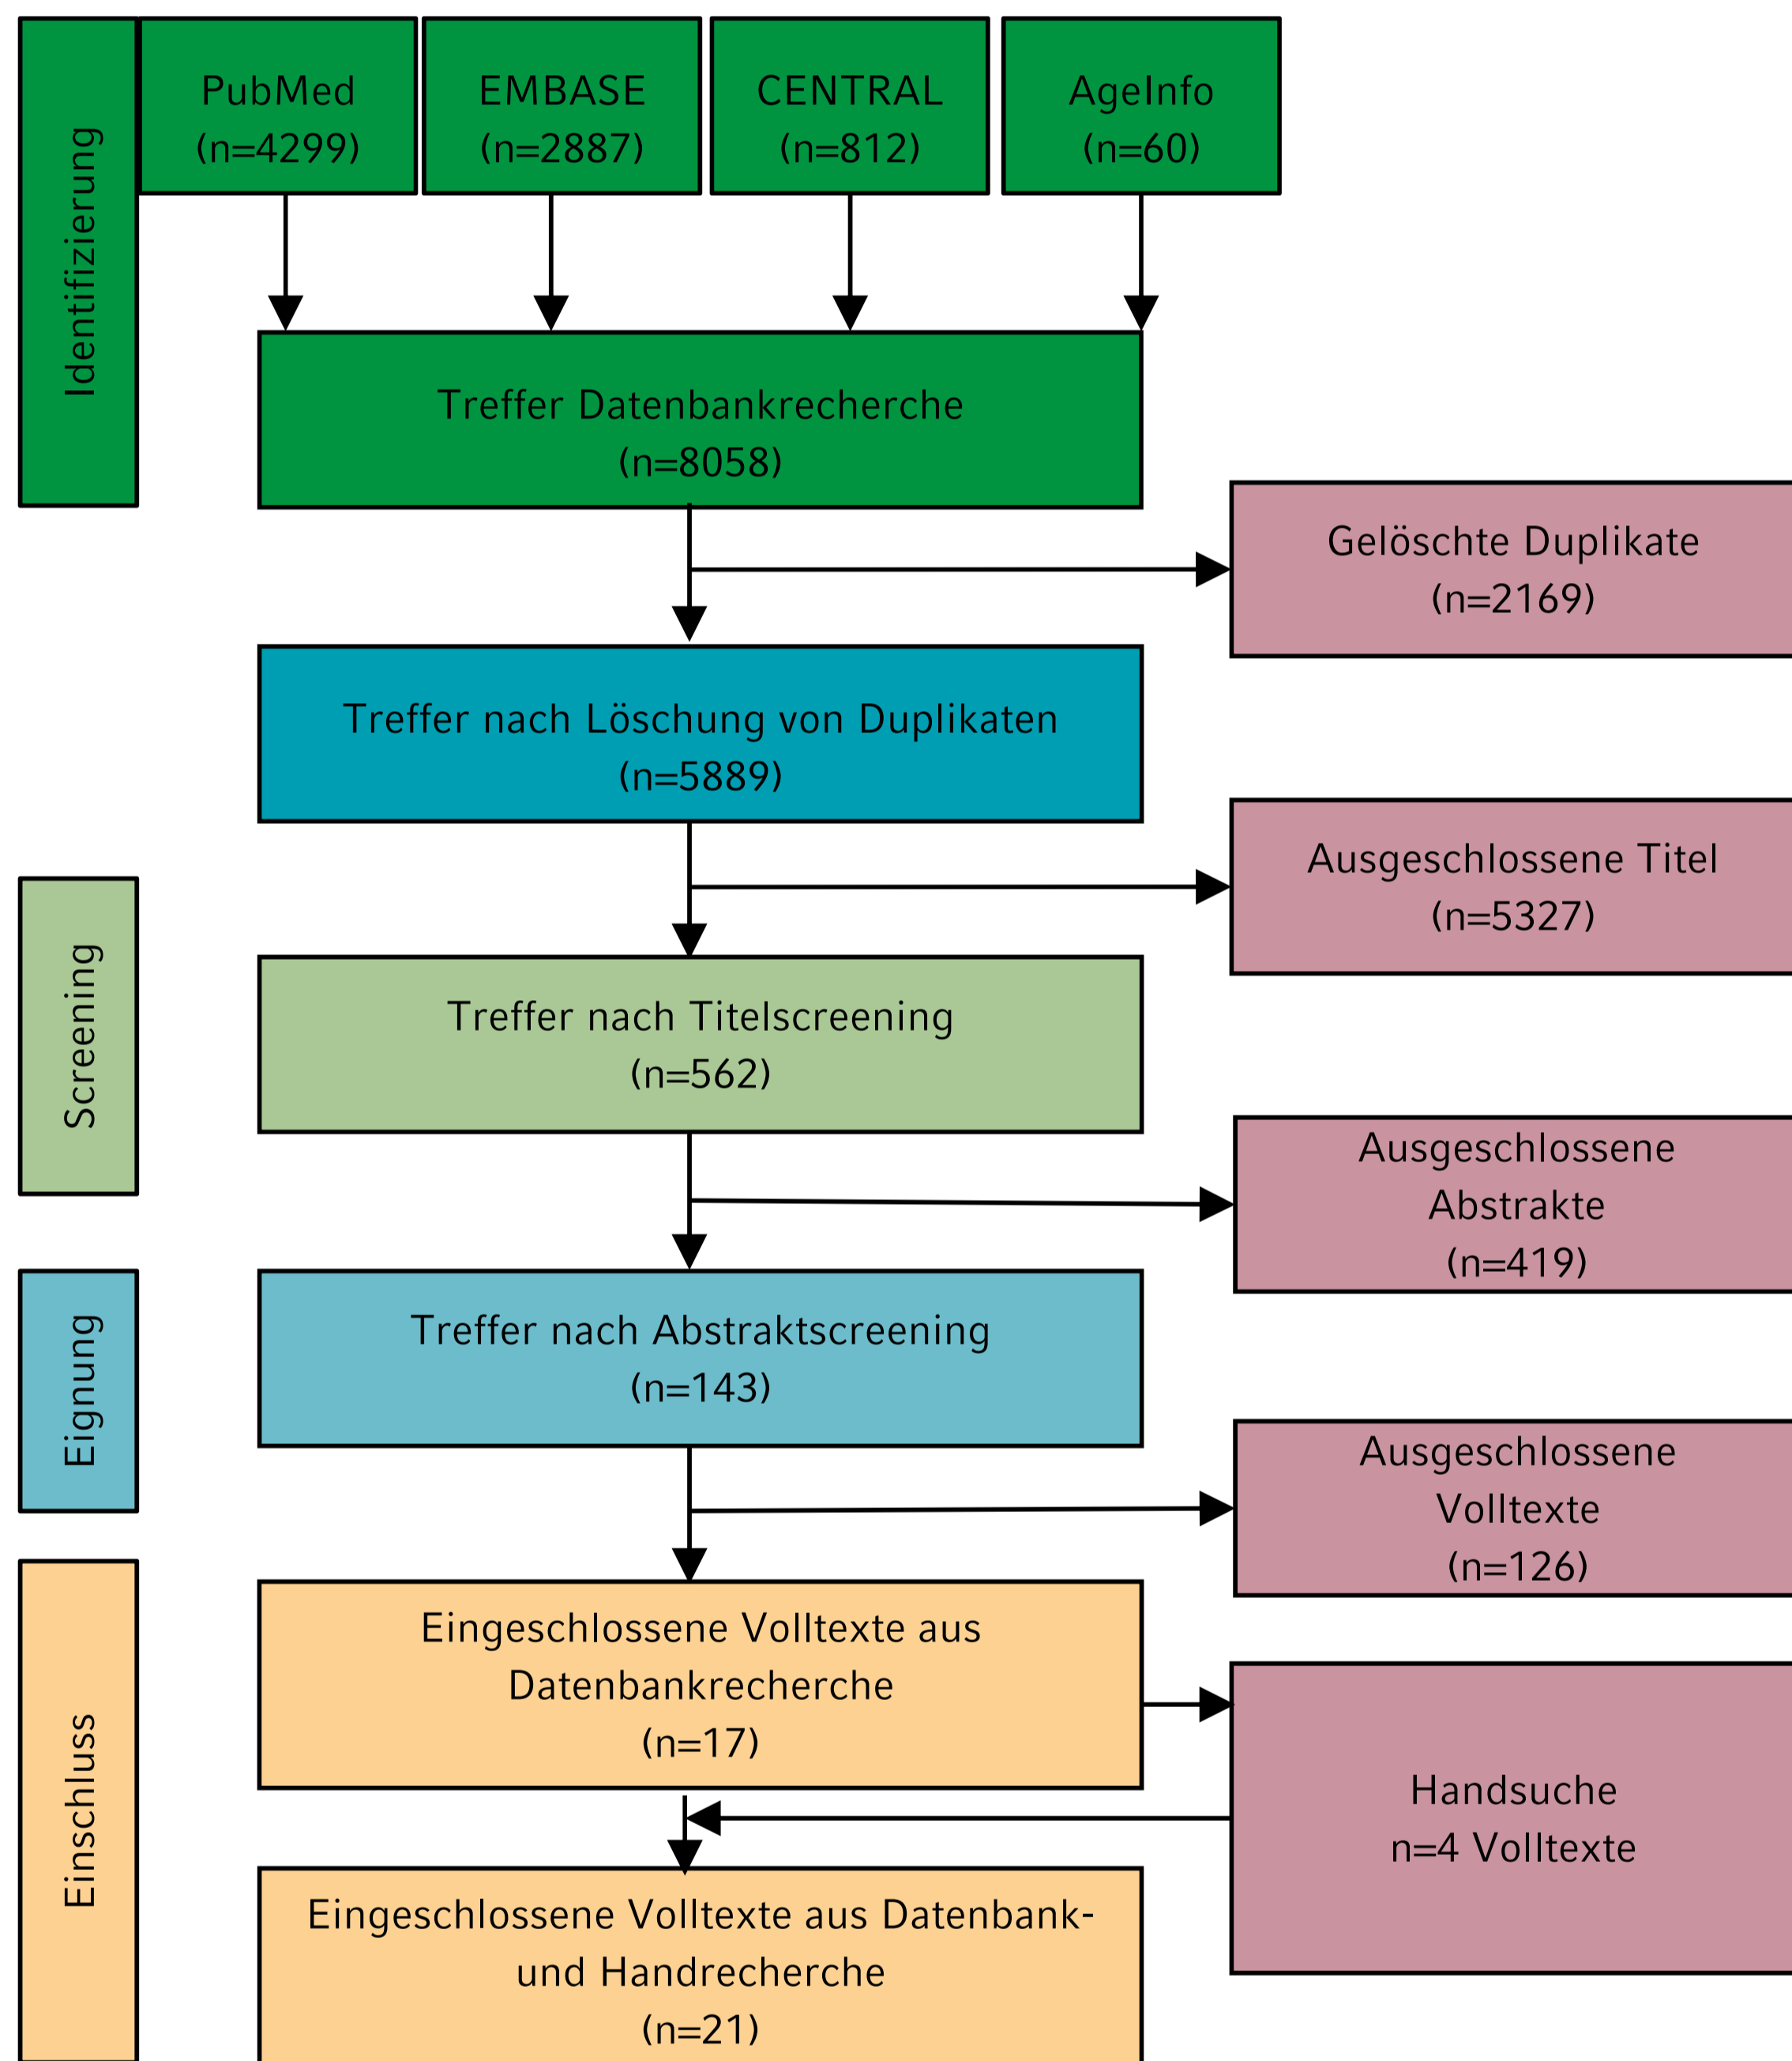 Identifizierung
PubMed
(n=4299)
EMBASE
(n=2887)
CENTRAL
(n=812)
AgeInfo
(n=60)
Treffer Datenbankrecherche
(n=8058)
Gelöschte Duplikate
(n=2169)
Treffer nach Löschung von Duplikaten
(n=5889)
Ausgeschlossene Titel
(n=5327)
Screening
Treffer nach Titelscreening
(n=562)
Ausgeschlossene
Abstrakte
(n=419)
Eignung
Treffer nach Abstraktscreening
(n=143)
Ausgeschlossene
Volltexte
(n=126)
Einschluss
Eingeschlossene Volltexte aus
Datenbankrecherche
(n=17)
Handsuche
n=4 Volltexte
Eingeschlossene Volltexte aus Datenbank-
und Handrecherche
(n=21)